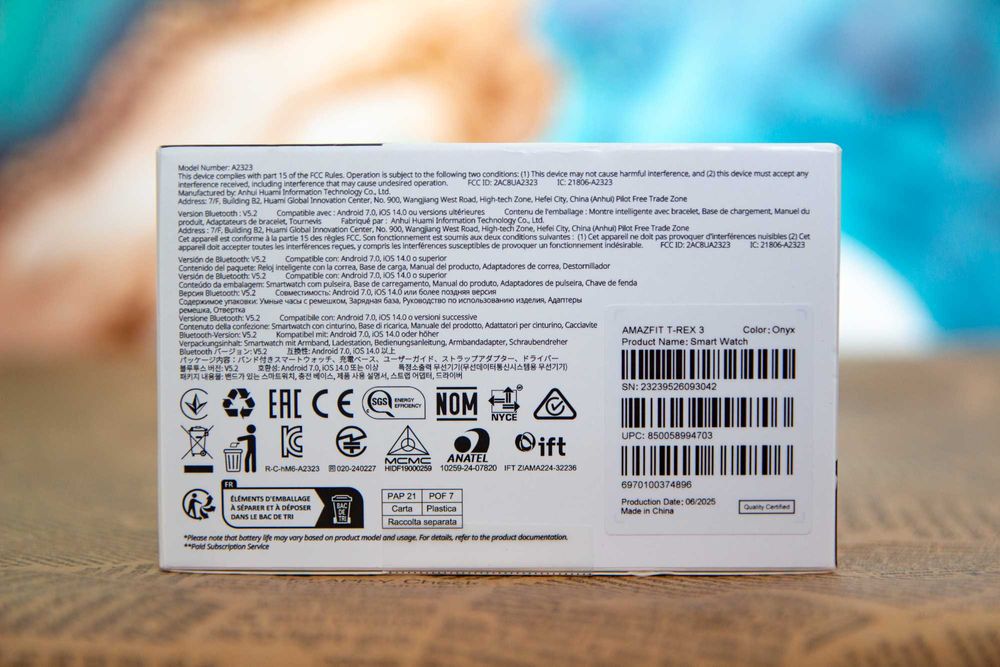 Model Number: A2323
This device complies with part 15 of the FCC Rules. Operation is subject to the following two conditions: (1) This device may not cause harmful interference, and (2) this device must accept any
interference received, including interference that may cause undesired operation. FCC ID: 2AC8UA2323 IC: 21806-A2323
Manufactured by: Anhui Huami Information Technology Co., Ltd.
Address: 7/F, Building B2, Huami Global Innovation Center, No. 900, Wangjiang West Road, High-tech Zone, Hefei City, China (Anhui) Pilot Free Trade Zone
Version Bluetooth : V5.2 Compatible avec : Android 7.0, iOS 14.0 ou versions ultérieures Contenu de l'emballage : Montre intelligente avec bracelet, Base de chargement, Manuel du
produit, Adaptateurs de bracelet, Tournevis Fabriqué par : Anhui Huami Information Technology Co., Ltd.
Address : 7/F, Building B2, Huami Global Innovation Center, No. 900, Wangjiang West Road, High-tech Zone, Hefei City, China (Anhui) Pilot Free Trade Zone
Cet appareil est conforme à la partie 15 des règles FCC. Son fonctionnement est soumis aux deux conditions suivantes : (1) Cet appareil ne doit pas provoquer d'interférences nuisibles (2) Cet
appareil doit accepter toutes les interférences reçues, y compris les interférences susceptibles de provoquer un fonctionnement indésirable. FCC ID: 2AC8UA2323 IC: 21806-A2323
Versión de Bluetooth: V5.2 Compatible con: Android 7.0, iOS 14.0 o superior
Contenido del paquete: Reloj inteligente con la correa, Base de carga, Manual del producto, Adaptadores de correa, Destornillador
Versão de Bluetooth: V5.2 Compatível con: Android 7.0, iOS 14.0 o superior
Conteúdo da embalagem: Smartwatch com pulseira, Base de carregamento, Manual do produto, Adaptadores de pulseira, Chave de fenda
Версия Bluetooth: V5.2 Совместимость: Android 7.0, iOS 14.0 или более поздняя версия
Содержимое упаковки: Умные часы с ремешком, Зарядная база, Руководство по использованию изделия, Адаптеры
ремешка, Отвертка
Versione Bluetooth: V5.2 Compatibile con: Android 7.0, iOS 14.0 o versioni successive
Contenuto della confezione: Smartwatch con cinturino, Base di ricarica, Manuale del prodotto, Adattatori per cinturino, Cacciavite
Bluetooth-Version: V5.2 Kompatibel mit: Android 7.0, iOS 14.0 oder höher
Verpackungsinhalt: Smartwatch mit Armband, Ladestation, Bedienungsanleitung, Armbandadapter, Schraubendreher
Bluetooth バージョン: V5.2 互換性: Android 7.0, iOS 14.0 以上
パッケージ内容：バンド付きスマートウォッチ、充電ベース、ユーザーガイド、ストラップアダプター、ドライバー
블루투스 버전: V5.2 호환성: Android 7.0, iOS 14.0 또는 이상 특정소출력 무선기기(무선데이터통신시스템용 무선기기)
패키지 내용물: 밴드가 있는 스마트워치, 충전 베이스, 제품 사용 설명서, 스트랩 어댑터, 드라이버
EAC CE SGS ENERGY EFFICIENCY NOM NYCE
R-C-hM6-A2323
020-240227
MCMC
HIDF19000259
ANATEL
10259-24-07820
ift
IFT ZIAMA224-32236
FR
ÉLÉMENTS D'EMBALLAGE
À SÉPARER ET À DÉPOSER
DANS LE BAC DE TRI
BAC
DE
TRI
PAP 21 POF 7
Carta Plastica
Raccolta separata
*Please note that battery life may vary based on product model and usage. For details, refer to the product documentation.
**Paid Subscription Service
AMAZFIT T-REX 3 Color: Onyx
Product Name: Smart Watch
SN: 23239526093042
UPC: 850058994703
6970100374896
Production Date: 06/2025
Made in China
Quality Certified